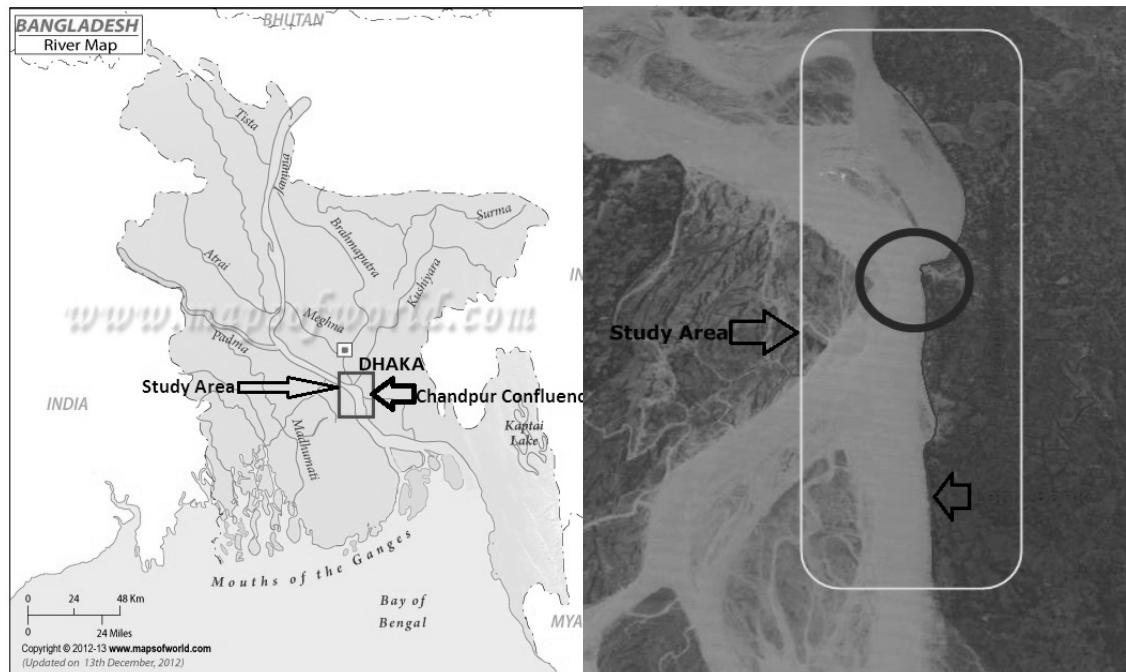 BANGLADESH
River Map
BHUTAN
Tista
Jamuna
Surma
Atrai
Brahmaputra
Kushiyara
www.mapsofworld.com
Meghna
Padma
DHAKA
Study Area
Chandpur Confluenc
INDIA
Madhumati
Kaptai
Lake
Mouths of the Ganges
Bay of
Bengal
MYA
0 24 48 Km
0 24 Miles
Copyright © 2012-13 www.mapsofworld.com
(Updated on 13th December, 2012)
IN
Study Area